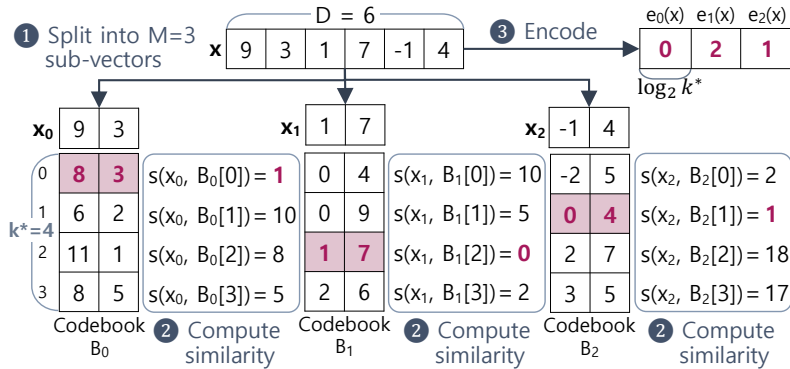 D = 6
e₀(x) e₁(x) e₂(x)
❶ Split into M=3
sub-vectors
x 9 3 1 7 -1 4
❸ Encode
0 2 1
log₂ k*
x₀ 9 3
x₁ 1 7
x₂ -1 4
k*=4
0 8 3
1 6 2
2 11 1
3 8 5
s(x₀, B₀[0])= 1
s(x₀, B₀[1])= 10
s(x₀, B₀[2])= 8
s(x₀, B₀[3])= 5
Codebook
B₀
❷ Compute
similarity
0 4
0 9
1 7
2 6
s(x₁, B₁[0])= 10
s(x₁, B₁[1])= 5
s(x₁, B₁[2])= 0
s(x₁, B₁[3])= 2
Codebook
B₁
❷ Compute
similarity
-2 5
0 4
2 7
3 5
s(x₂, B₂[0])= 2
s(x₂, B₂[1])= 1
s(x₂, B₂[2])= 18
s(x₂, B₂[3])= 17
Codebook
B₂
❷ Compute
similarity